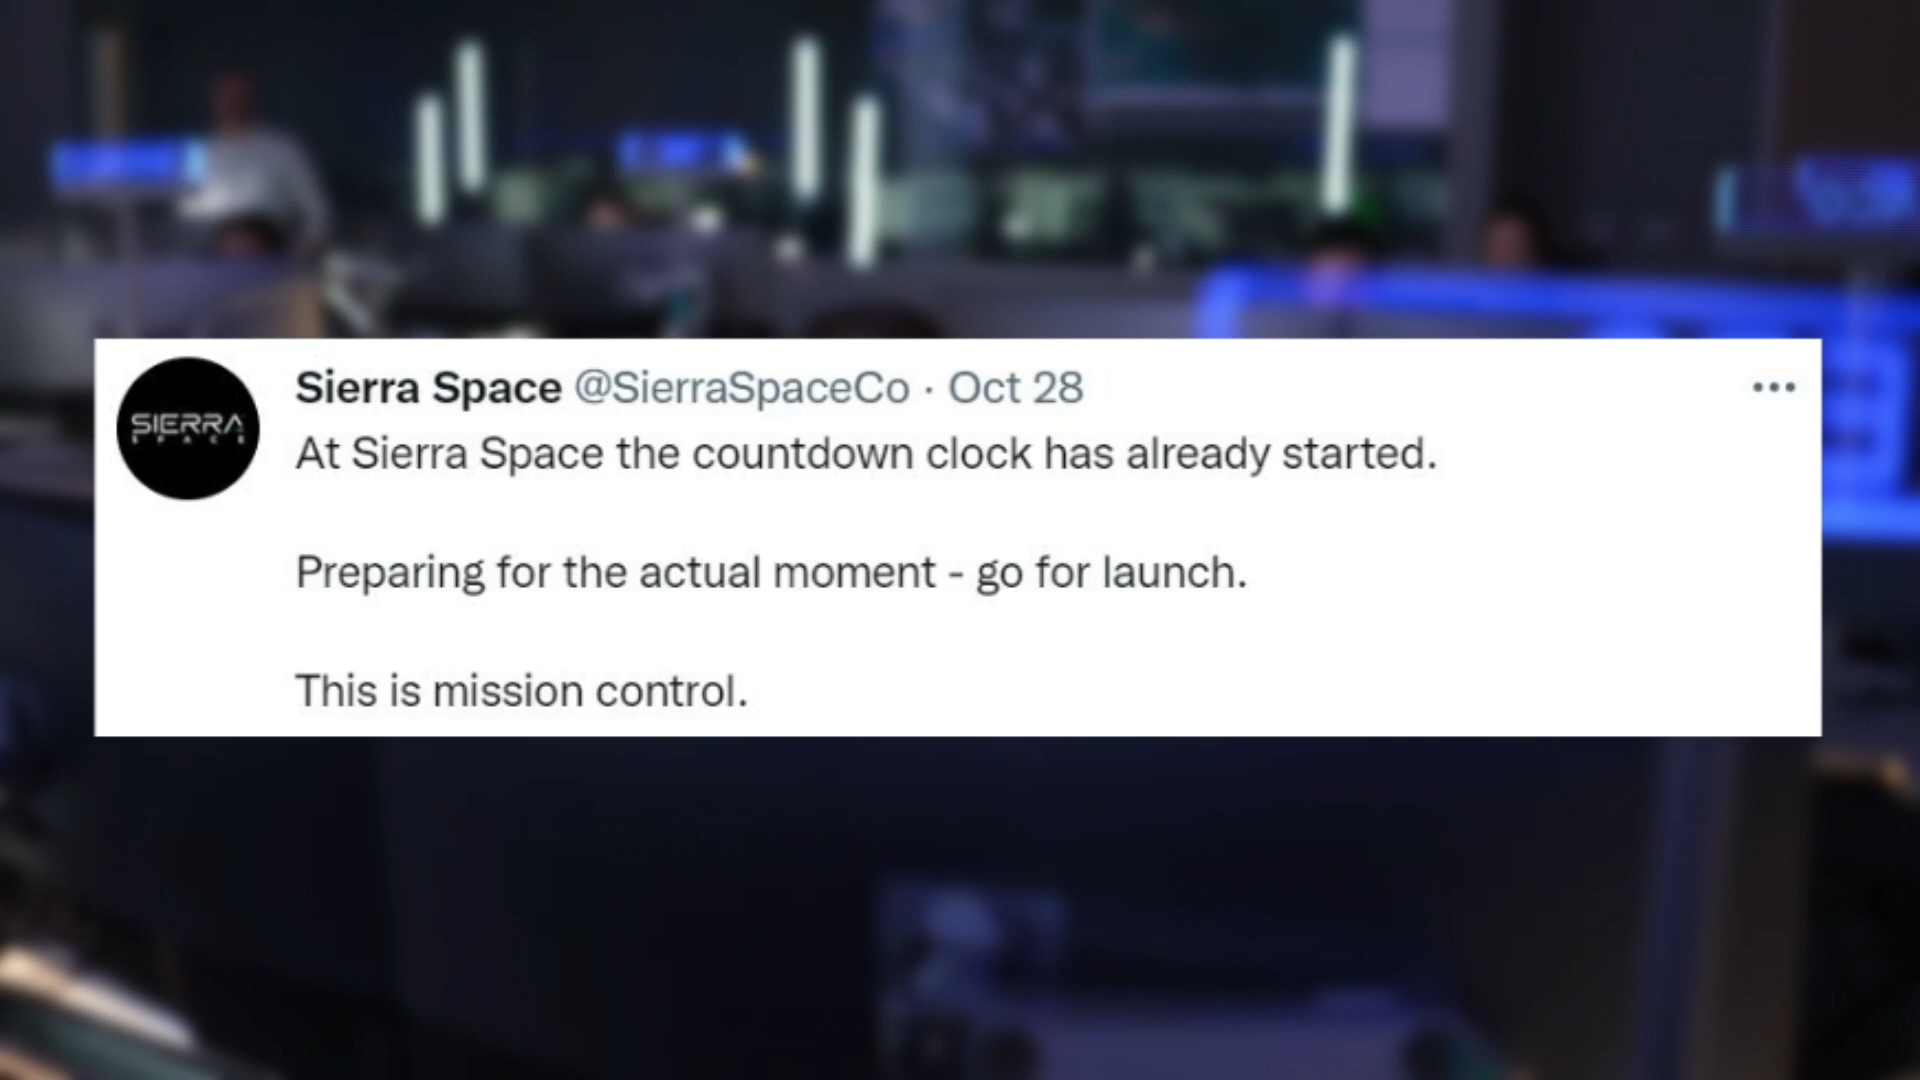 SIERRA
SPACE
Sierra Space @SierraSpaceCo · Oct 28
At Sierra Space the countdown clock has already started.
Preparing for the actual moment - go for launch.
This is mission control.